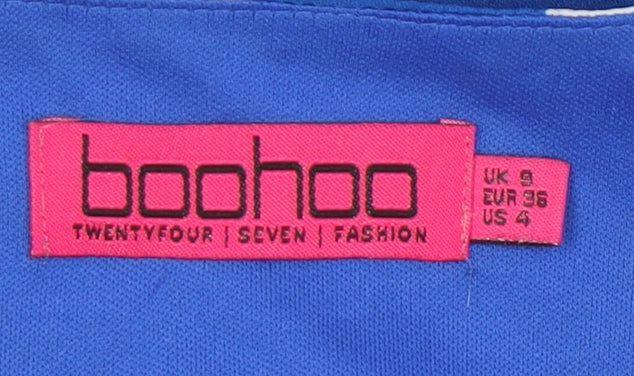 boohoo
TWENTYFOUR | SEVEN | FASHION
UK 8
EUR 36
US 4